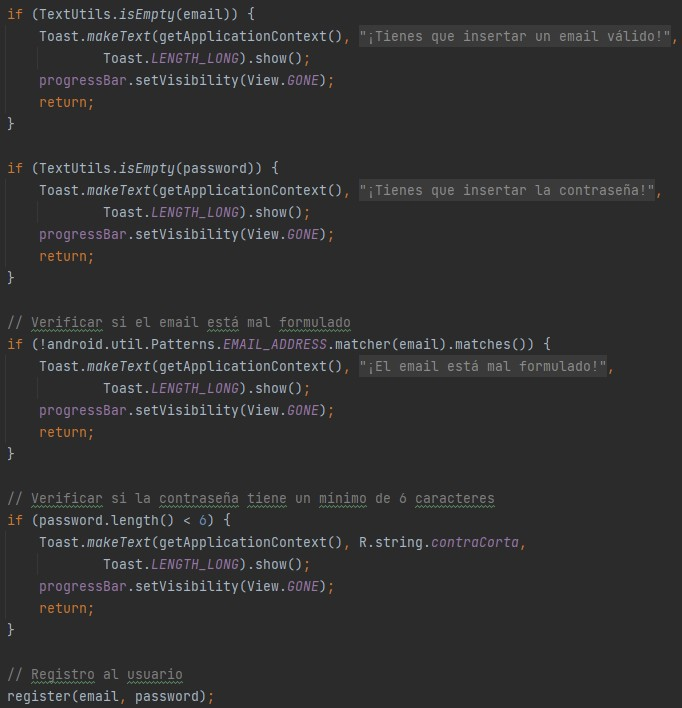 if (TextUtils.isEmpty(email)) {
    Toast.makeText(getApplicationContext(), "¡Tienes que insertar un email válido!",
            Toast.LENGTH_LONG).show();
    progressBar.setVisibility(View.GONE);
    return;
}

if (TextUtils.isEmpty(password)) {
    Toast.makeText(getApplicationContext(), "¡Tienes que insertar la contraseña!",
            Toast.LENGTH_LONG).show();
    progressBar.setVisibility(View.GONE);
    return;
}

// Verificar si el email está mal formulado
if (!android.util.Patterns.EMAIL_ADDRESS.matcher(email).matches()) {
    Toast.makeText(getApplicationContext(), "¡El email está mal formulado!",
            Toast.LENGTH_LONG).show();
    progressBar.setVisibility(View.GONE);
    return;
}

// Verificar si la contraseña tiene un mínimo de 6 caracteres
if (password.length() < 6) {
    Toast.makeText(getApplicationContext(), R.string.contraCorta,
            Toast.LENGTH_LONG).show();
    progressBar.setVisibility(View.GONE);
    return;
}

// Registro al usuario
register(email, password);